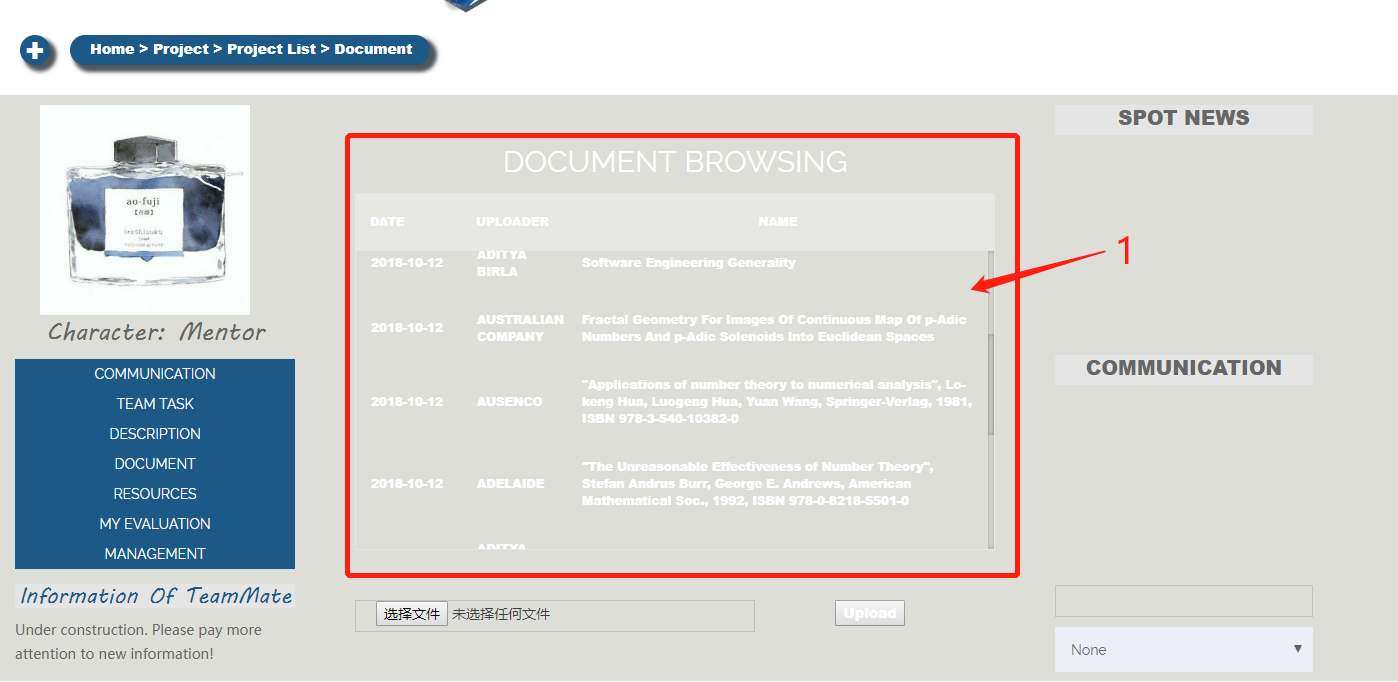 Home > Project > Project List > Document
ao-fuji
Character: Mentor
COMMUNICATION
TEAM TASK
DESCRIPTION
DOCUMENT
RESOURCES
MY EVALUATION
MANAGEMENT
Information Of TeamMate
Under construction. Please pay more
attention to new information!
DOCUMENT BROWSING
DATE UPLOADER NAME
2018-10-12 ADITYA BIRLA Software Engineering Generality
2018-10-12 AUSTRALIAN COMPANY Fractal Geometry For Images Of Continuous Map Of p-Adic
Numbers And p-Adic Solenoids Into Euclidean Spaces
2018-10-12 AUSENCO "Applications of number theory to numerical analysis", Lo-
keng Hua, Luogeng Hua, Yuan Wang, Springer-Verlag, 1981,
ISBN 978-3-540-10382-0
2018-10-12 ADELAIDE "The Unreasonable Effectiveness of Number Theory",
Stefan Andrus Burr, George E. Andrews, American
Mathematical Soc., 1992, ISBN 978-0-8218-5501-0
ADITYA
1
选择文件 未选择任何文件
Upload
SPOT NEWS
COMMUNICATION
None